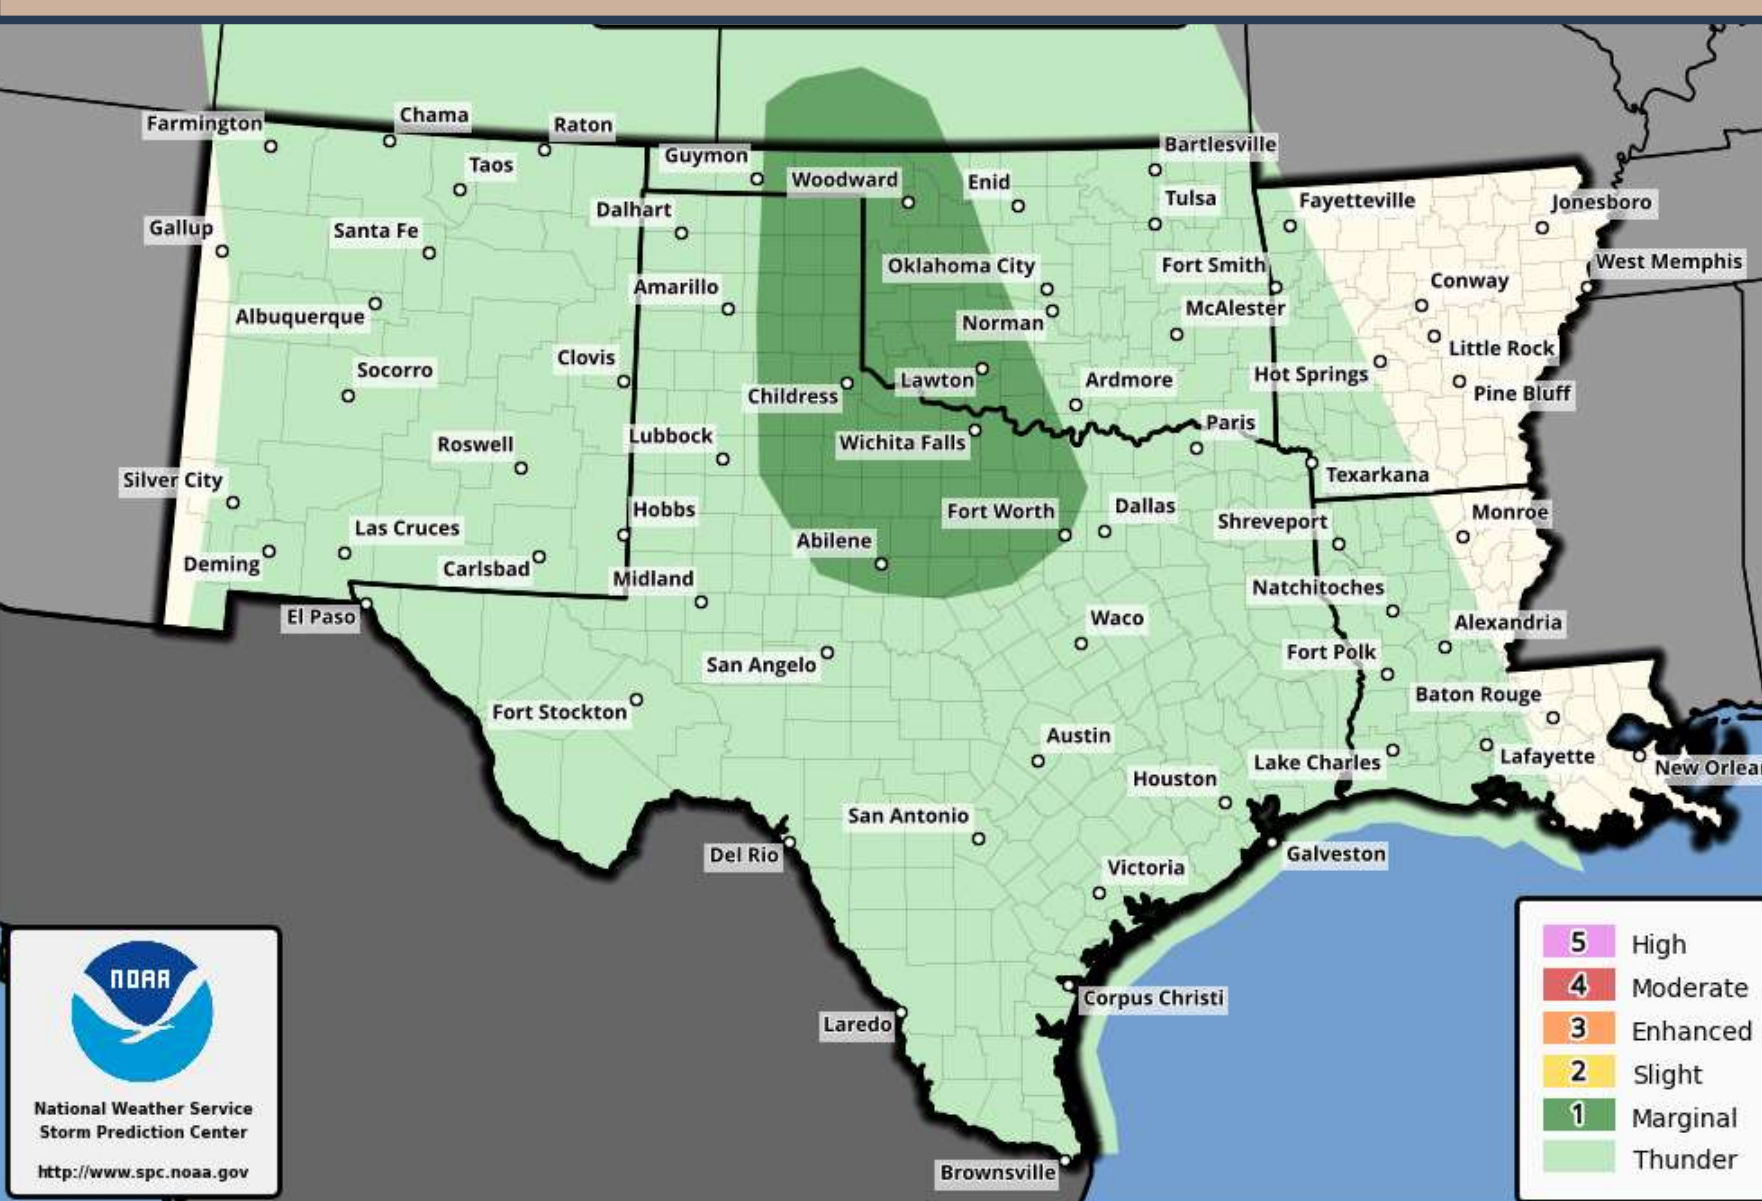 Farmington
Chama
Raton
Taos
Guymon
Woodward
Enid
Bartlesville
Tulsa
Fayetteville
Jonesboro
Gallup
Santa Fe
Dalhart
Oklahoma City
Fort Smith
Conway
West Memphis
Albuquerque
Amarillo
Norman
McAlester
Little Rock
Socorro
Clovis
Childress
Lawton
Ardmore
Hot Springs
Pine Bluff
Roswell
Lubbock
Wichita Falls
Paris
Texarkana
Silver City
Las Cruces
Hobbs
Abilene
Fort Worth
Dallas
Shreveport
Monroe
Deming
Carlsbad
Midland
Natchitoches
El Paso
San Angelo
Waco
Fort Polk
Alexandria
Fort Stockton
Austin
Baton Rouge
Houston
Lake Charles
Lafayette
New Orlea
Del Rio
San Antonio
Victoria
Galveston
Laredo
Corpus Christi
Brownsville
NOAA
National Weather Service
Storm Prediction Center
http://www.spc.noaa.gov
5 High
4 Moderate
3 Enhanced
2 Slight
1 Marginal
Thunder